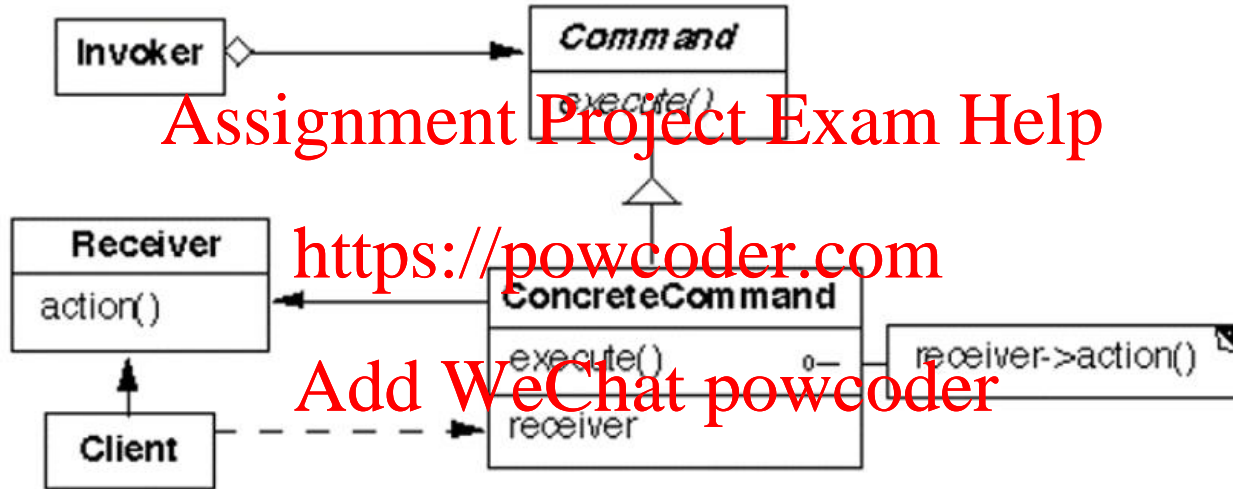 Invoker
Command
execute()
Assignment Project Exam Help
Receiver
action()
https://powcoder.com
ConcreteCommand
execute()
receiver->action()
Add WeChat powcoder
receiver
Client